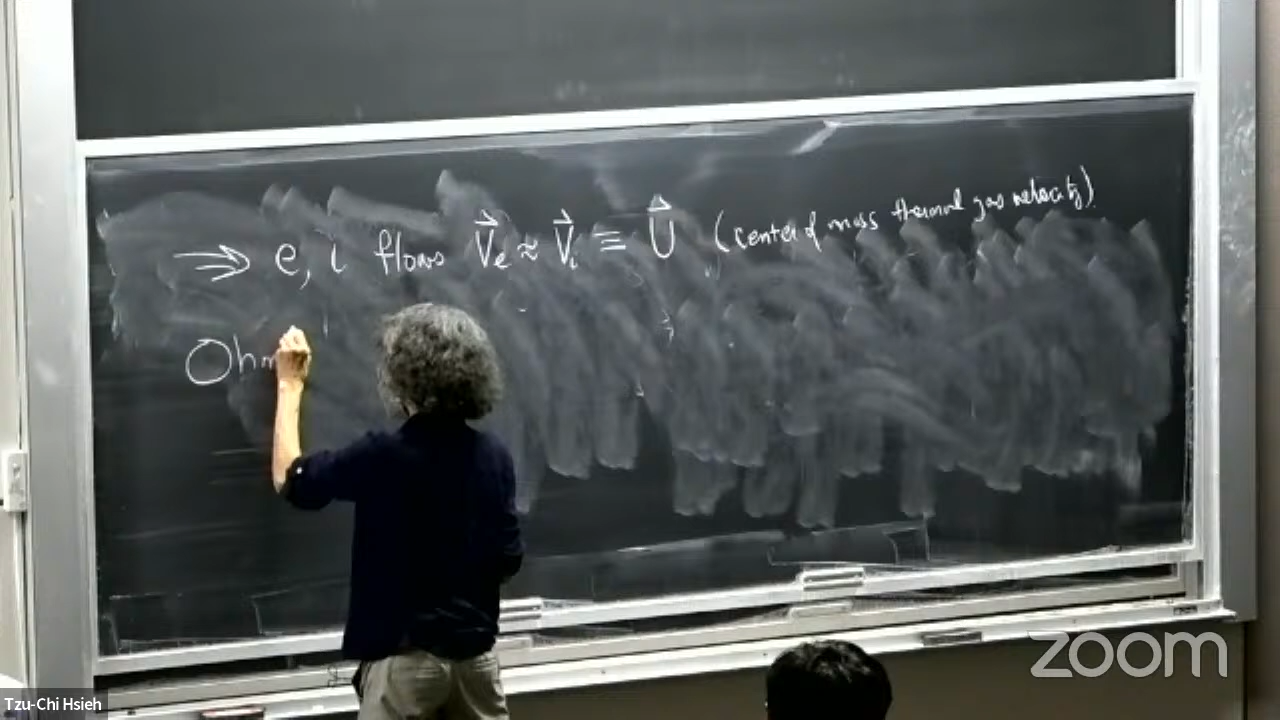 ⇒ e, i flows V⃗e ≈ V⃗i ≡ U⃗ (center of mass thermal gas velocity)
Ohm
zoom
Tzu-Chi Hsieh